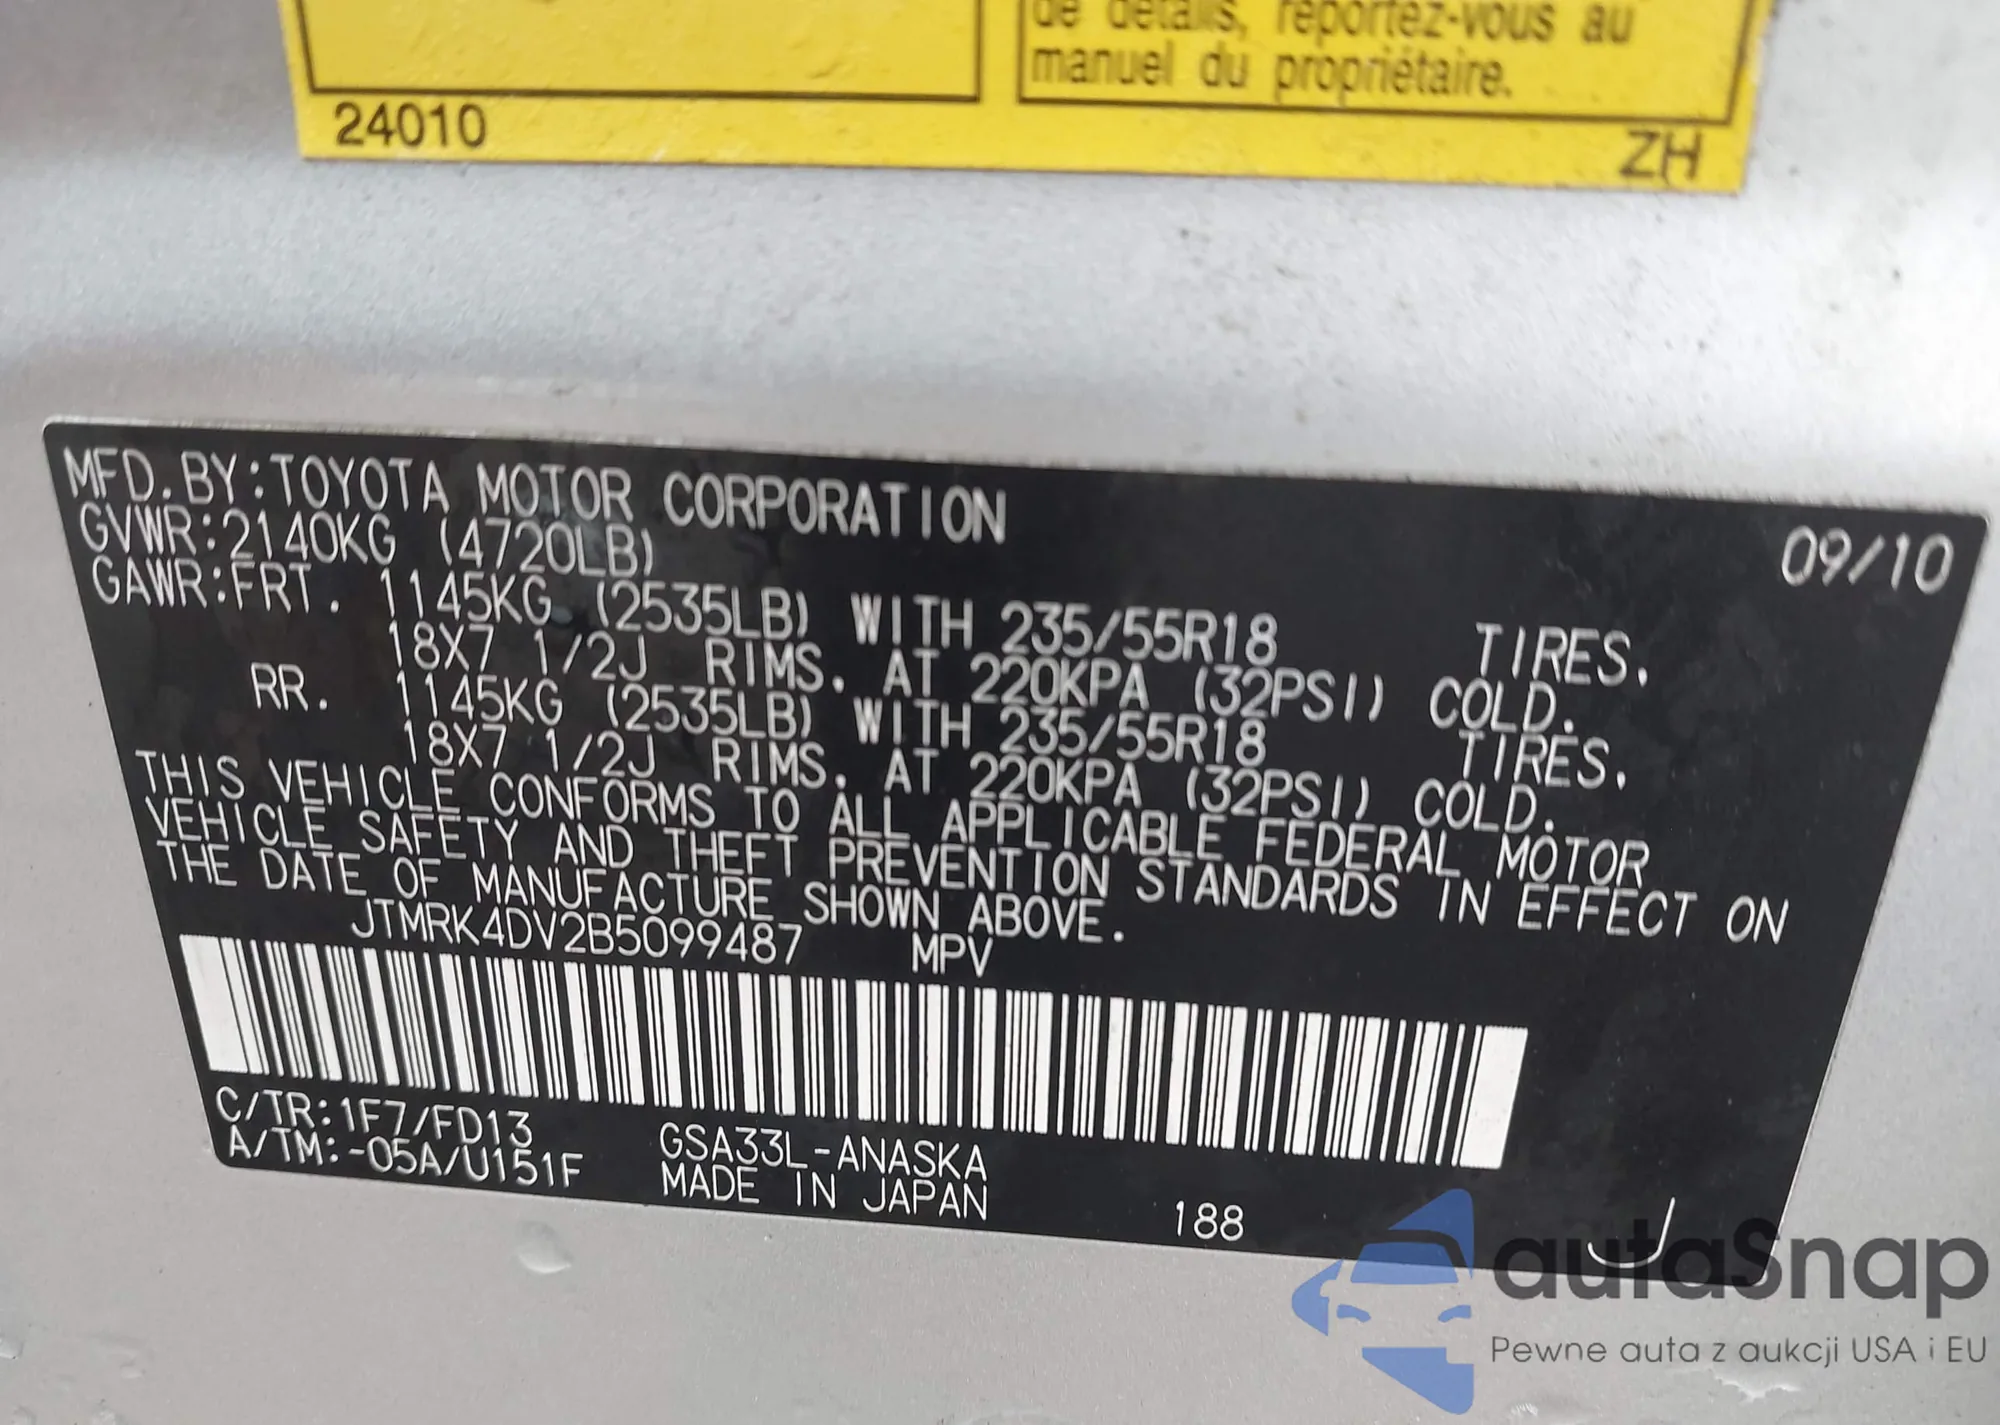 de détails, reportez-vous au
manuel du propriétaire.
24010
ZH
MFD.BY:TOYOTA MOTOR CORPORATION 09/10
GVWR:2140KG (4720LB)
GAWR:FRT. 1145KG (2535LB) WITH 235/55R18 TIRES.
18X7 1/2J RIMS. AT 220KPA (32PSI) COLD.
RR. 1145KG (2535LB) WITH 235/55R18 TIRES.
18X7 1/2J RIMS. AT 220KPA (32PSI) COLD.
THIS VEHICLE CONFORMS TO ALL APPLICABLE FEDERAL MOTOR
VEHICLE SAFETY AND THEFT PREVENTION STANDARDS IN EFFECT ON
THE DATE OF MANUFACTURE SHOWN ABOVE.
JTMRK4DV2B5099487 MPV
C/TR:1F7/FD13
A/TM:-05A/U151F
GSA33L-ANASKA
MADE IN JAPAN
188
J
autaSnap
Pewne auta z aukcji USA i EU